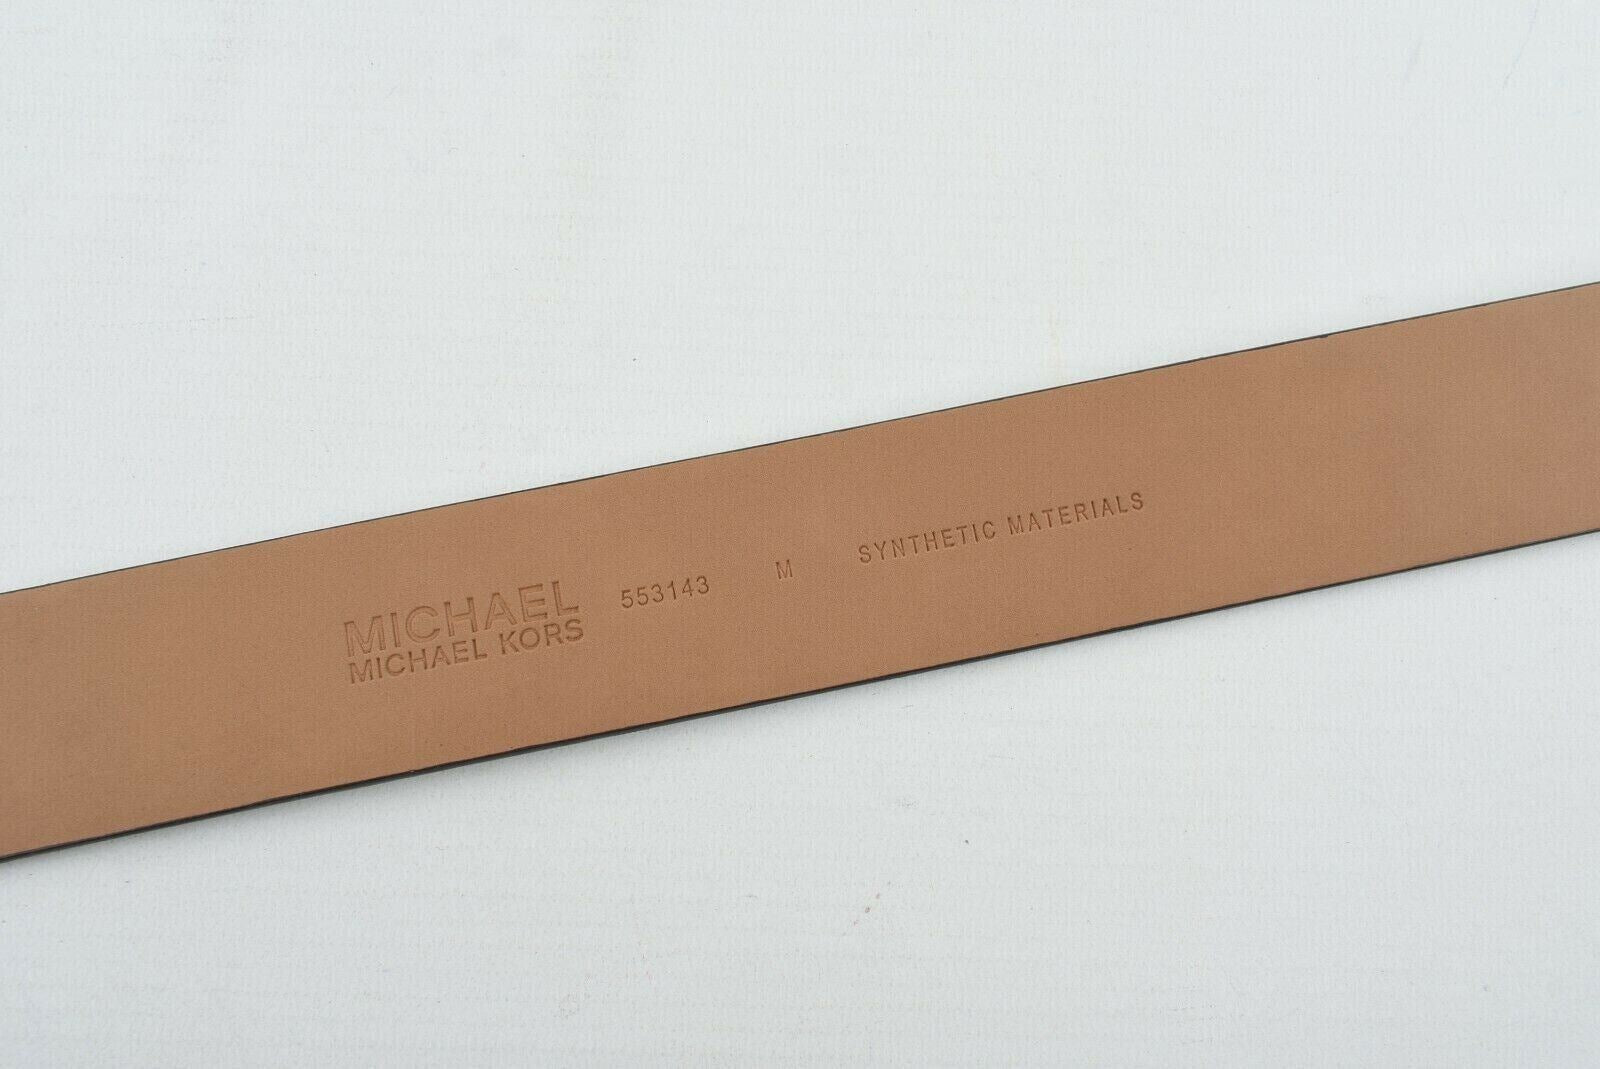 MICHAEL
MICHAEL KORS
553143 M SYNTHETIC MATERIALS